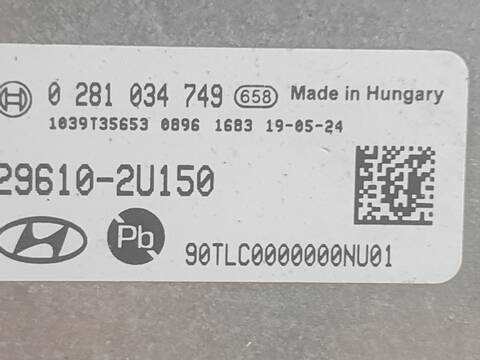 0 281 034 749 658 Made in Hungary
1039T35653 0896 1683 19-05-24
29610-2U150
Pb
90TLC0000000NU01